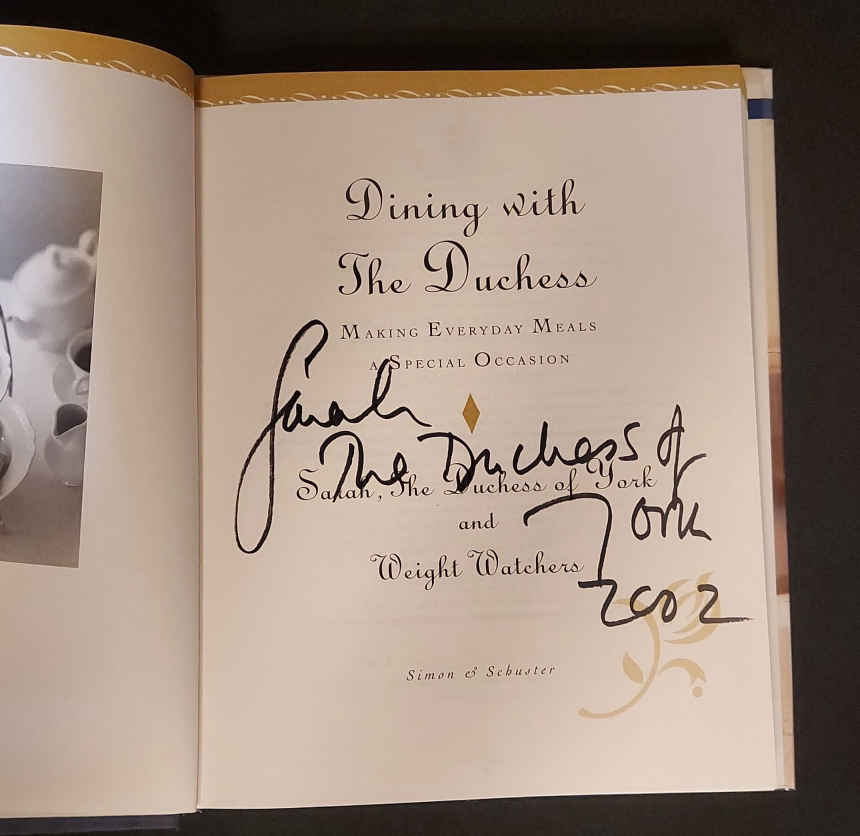 Dining with
The Duchess
MAKING EVERYDAY MEALS
A SPECIAL OCCASION
Sarah
The Duchess of
York
2002
Sarah, The Duchess of York
and
Weight Watchers
Simon & Schuster